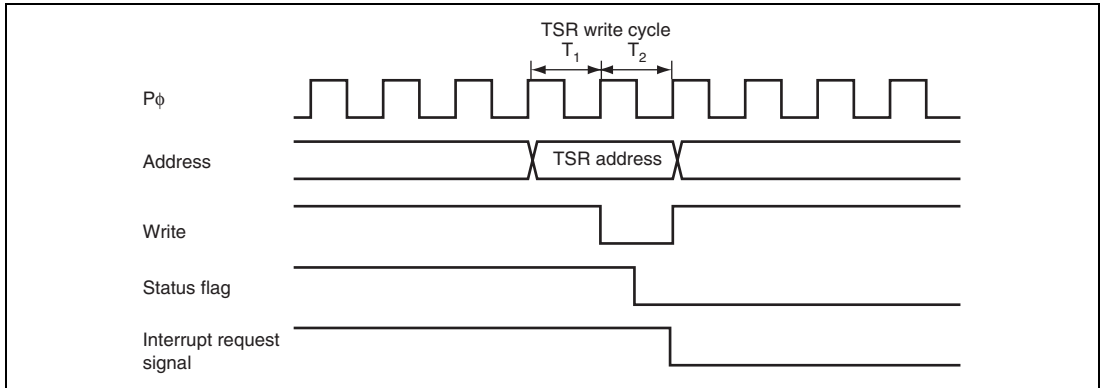 TSR write cycle
T1 T2
Pϕ
Address
TSR address
Write
Status flag
Interrupt request
signal